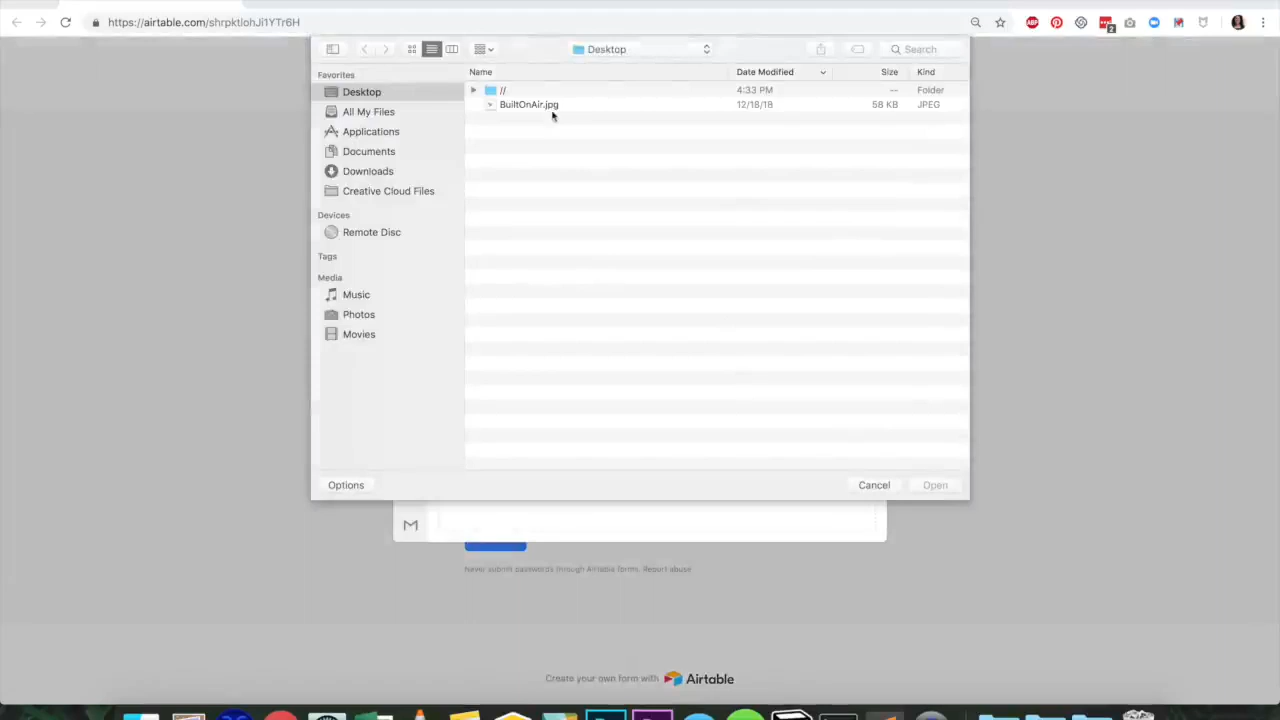 https://airtable.com/shrpktlohJi1YTr6H
2
Desktop
Search
Favorites
Desktop
All My Files
Applications
Documents
Downloads
Creative Cloud Files
Devices
Remote Disc
Tags
Media
Music
Photos
Movies
Name Date Modified Size Kind
// 4:33 PM -- Folder
BuiltOnAir.jpg 12/18/18 58 KB JPEG
Options
Cancel Open
Never submit passwords through Airtable forms. Report abuse
Create your own form with Airtable